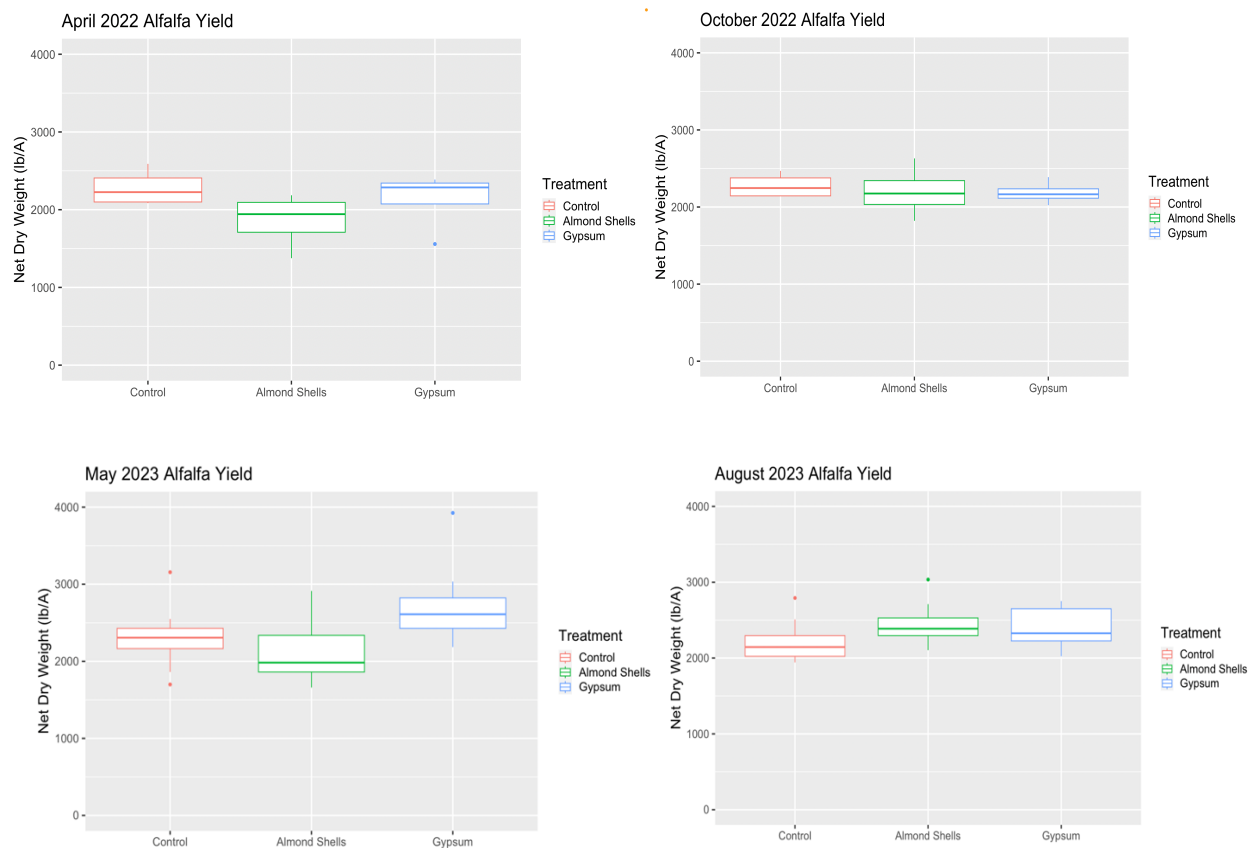 April 2022 Alfalfa Yield
Net Dry Weight (lb/A)
4000
3000
2000
1000
0
Control
Almond Shells
Gypsum
Treatment
Control
Almond Shells
Gypsum
October 2022 Alfalfa Yield
Net Dry Weight (lb/A)
4000
3000
2000
1000
0
Control
Almond Shells
Gypsum
Treatment
Control
Almond Shells
Gypsum
May 2023 Alfalfa Yield
Net Dry Weight (lb/A)
4000
3000
2000
1000
0
Control
Almond Shells
Gypsum
Treatment
Control
Almond Shells
Gypsum
August 2023 Alfalfa Yield
Net Dry Weight (lb/A)
4000
3000
2000
1000
0
Control
Almond Shells
Gypsum
Treatment
Control
Almond Shells
Gypsum